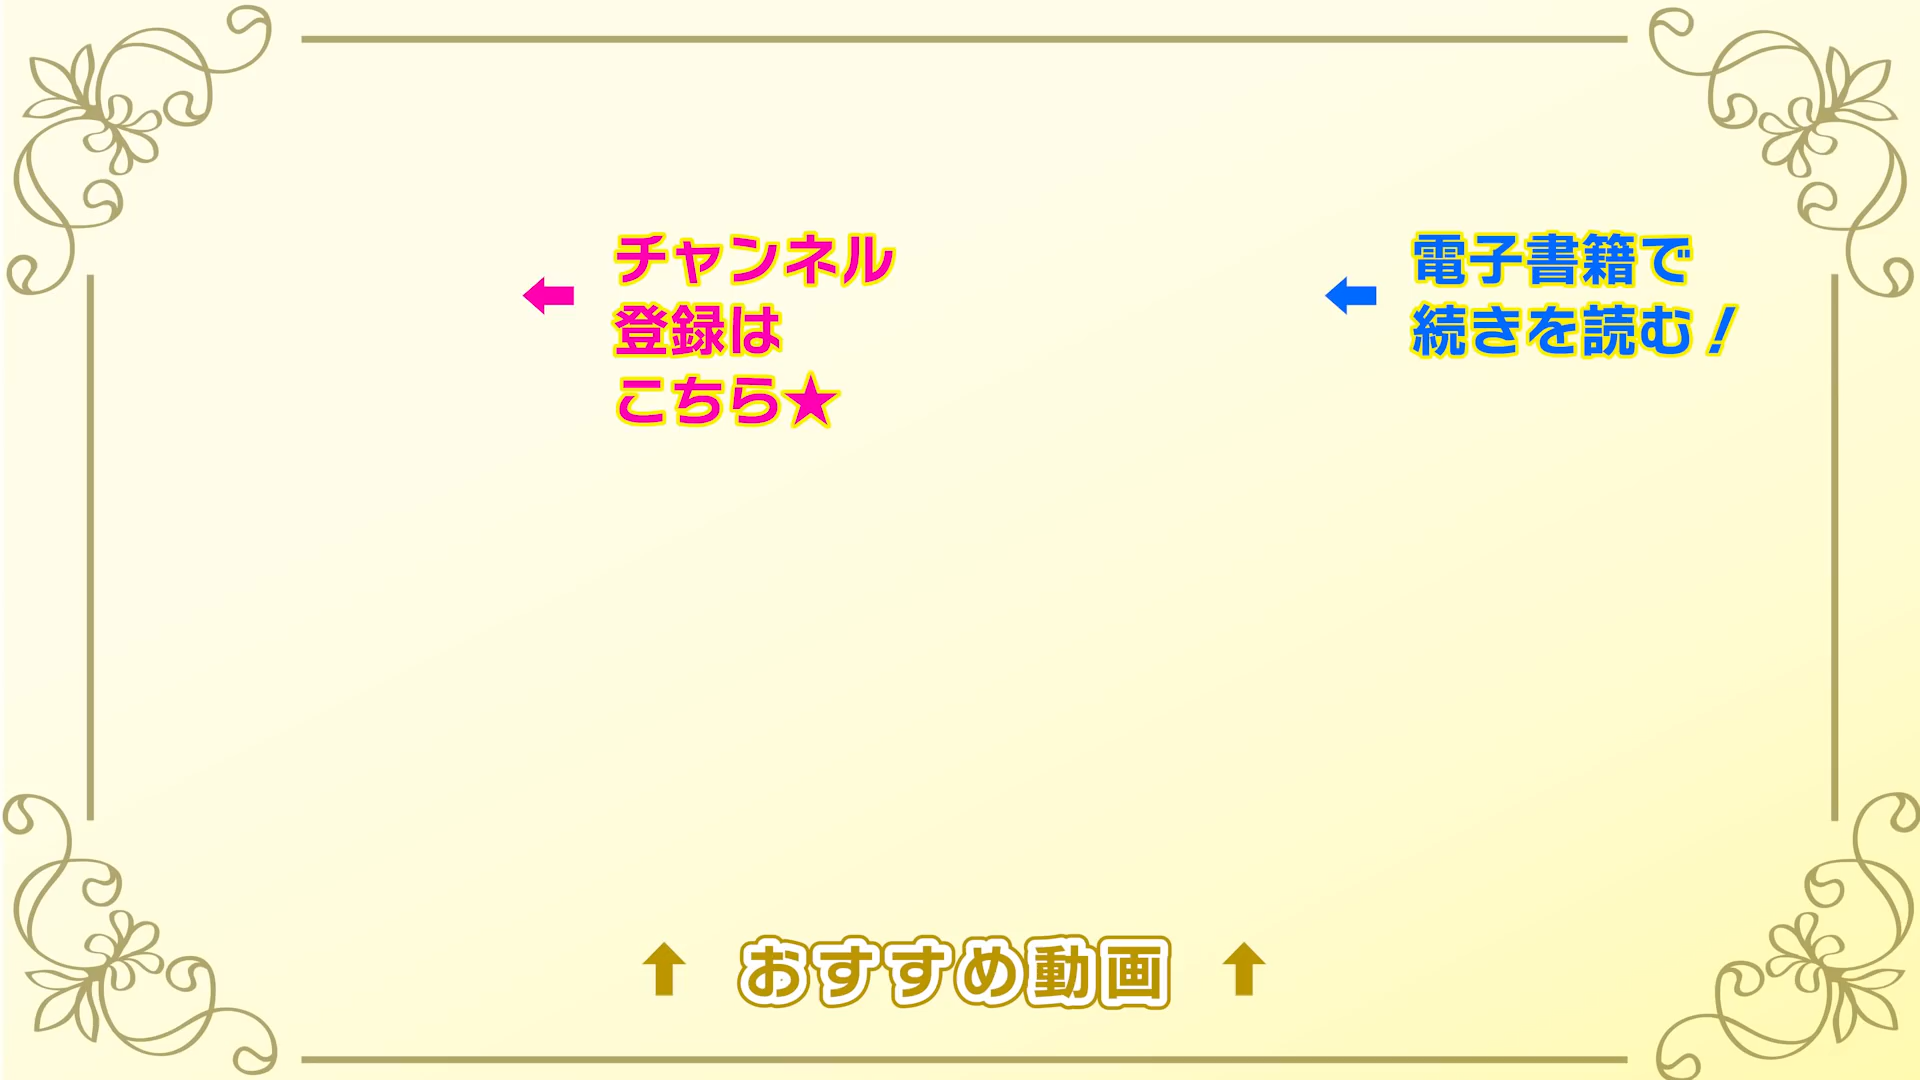 チャンネル
登録は
こちら★
電子書籍で
続きを読む！
おすすめ動画